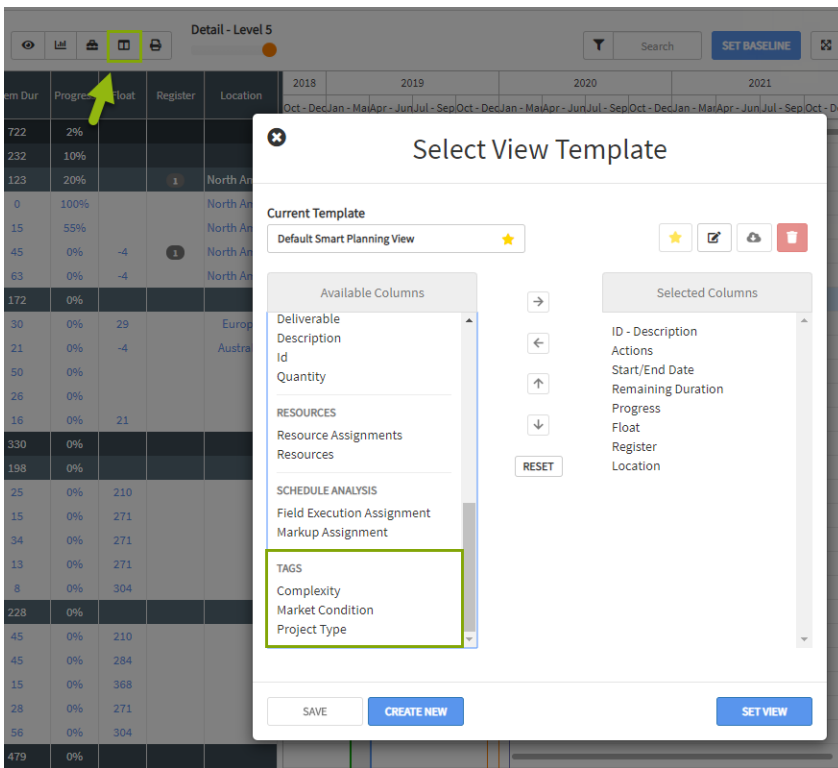 Detail - Level 5
Search
SET BASELINE
em Dur Progres Float Register Location
2018 2019 2020 2021
Oct - Dec Jan - Mar Apr - Jun Jul - Sep Oct - Dec Jan - Mar Apr - Jun Jul - Sep Oct - Dec Jan - Mar Apr - Jun Jul - Sep Oct - D
722 2%
232 10%
123 20% 1 North Am
0 100% North Am
15 55% North Am
45 0% -4 1 North Am
63 0% -4 North Am
172 0%
30 0% 29 Europ
21 0% -4 Austral
50 0%
26 0%
16 0% 21
330 0%
198 0%
25 0% 210
15 0% 271
34 0% 271
13 0% 271
8 0% 304
228 0%
45 0% 210
45 0% 284
15 0% 368
28 0% 271
56 0% 304
479 0%
Select View Template
Current Template
Default Smart Planning View
Available Columns
Deliverable
Description
Id
Quantity
RESOURCES
Resource Assignments
Resources
SCHEDULE ANALYSIS
Field Execution Assignment
Markup Assignment
TAGS
Complexity
Market Condition
Project Type
RESET
Selected Columns
ID - Description
Actions
Start/End Date
Remaining Duration
Progress
Float
Register
Location
SAVE
CREATE NEW
SET VIEW